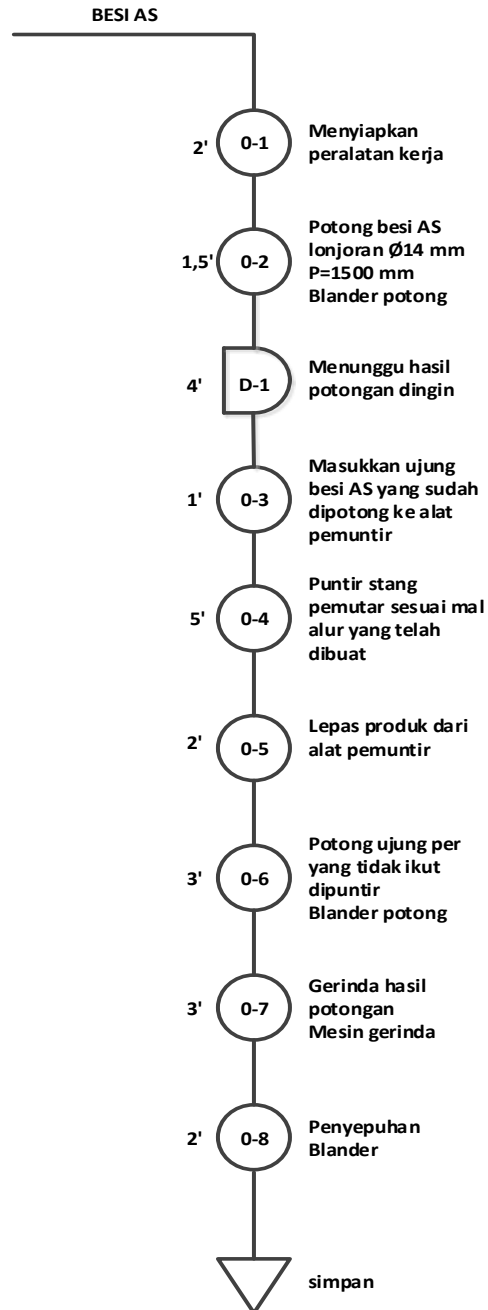 BESI AS
2'
0-1
Menyiapkan
peralatan kerja
1,5'
0-2
Potong besi AS
lonjoran Ø14 mm
P=1500 mm
Blander potong
4'
D-1
Menunggu hasil
potongan dingin
1'
0-3
Masukkan ujung
besi AS yang sudah
dipotong ke alat
pemuntir
5'
0-4
Puntir stang
pemutar sesuai mal
alur yang telah
dibuat
2'
0-5
Lepas produk dari
alat pemuntir
3'
0-6
Potong ujung per
yang tidak ikut
dipuntir
Blander potong
3'
0-7
Gerinda hasil
potongan
Mesin gerinda
2'
0-8
Penyepuhan
Blander
simpan